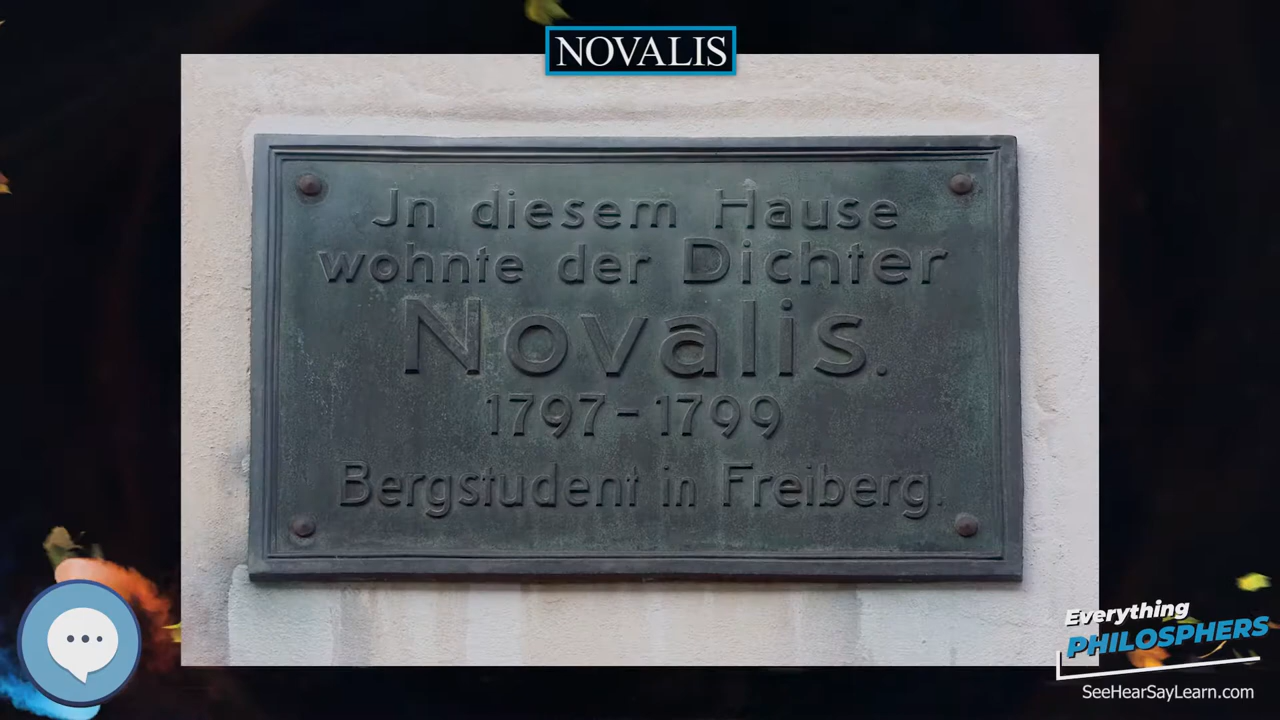 NOVALIS
Jn diesem Hause
wohnte der Dichter
Novalis.
1797-1799
Bergstudent in Freiberg.
Everything
PHILOSPHERS
SeeHearSayLearn.com